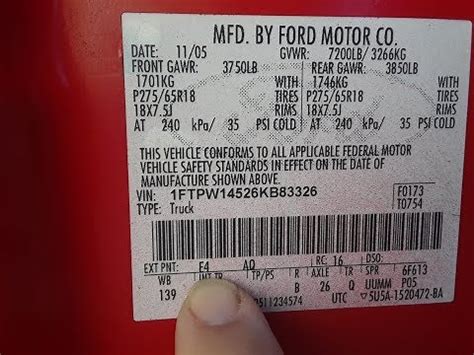 MFD. BY FORD MOTOR CO.
DATE: 11/05 GVWR: 7200LB/ 3266KG
FRONT GAWR: 3750LB REAR GAWR: 3850LB
1701KG WITH 1746KG WITH
P275/65R18 TIRES P275/65R18 TIRES
18X7.5J RIMS 18X7.5J RIMS
AT 240 kPa/ 35 PSI COLD AT 240 kPa/ 35 PSI COLD
THIS VEHICLE CONFORMS TO ALL APPLICABLE FEDERAL MOTOR
VEHICLE SAFETY STANDARDS IN EFFECT ON THE DATE OF
MANUFACTURE SHOWN ABOVE.
VIN: 1FTPW14526KB83326 F0173
TYPE: Truck T0754
EXT PNT: F4 AQ RC: 16 DSO:
WB INT TR TP/PS R AXLE TR SPR 6F613
139 B 26 Q UUMM P05
2511234574 UTC 5U5A-1520472-BA